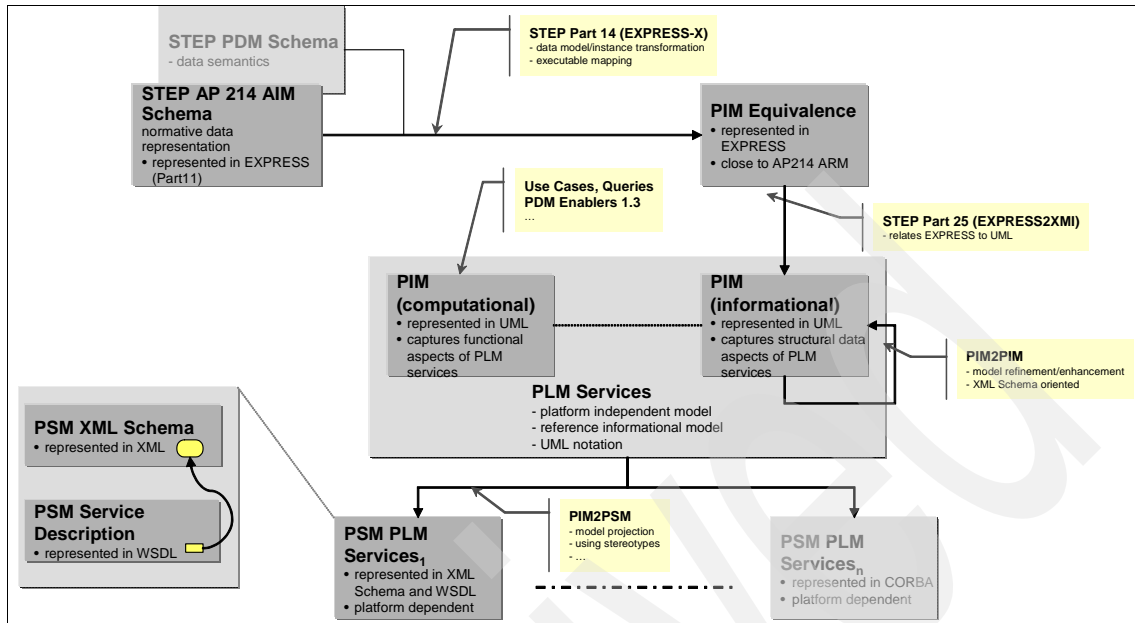 STEP PDM Schema
- data semantics
STEP AP 214 AIM
Schema
normative data
representation
• represented in EXPRESS
(Part11)
STEP Part 14 (EXPRESS-X)
- data model/instance transformation
- executable mapping
PIM Equivalence
• represented in
EXPRESS
• close to AP214 ARM
Use Cases, Queries
PDM Enablers 1.3
...
STEP Part 25 (EXPRESS2XMI)
- relates EXPRESS to UML
PIM
(computational)
• represented in UML
• captures functional
aspects of PLM
services
PIM
(informational)
• represented in UML
• captures structural data
aspects of PLM
services
PIM2PIM
- model refinement/enhancement
- XML Schema oriented
PLM Services
- platform independent model
- reference informational model
- UML notation
PSM XML Schema
• represented in XML
PSM Service
Description
• represented in WSDL
PIM2PSM
- model projection
- using stereotypes
- ...
PSM PLM
Services1
• represented in XML
Schema and WSDL
• platform dependent
PSM PLM
Servicesn
• represented in CORBA
• platform dependent